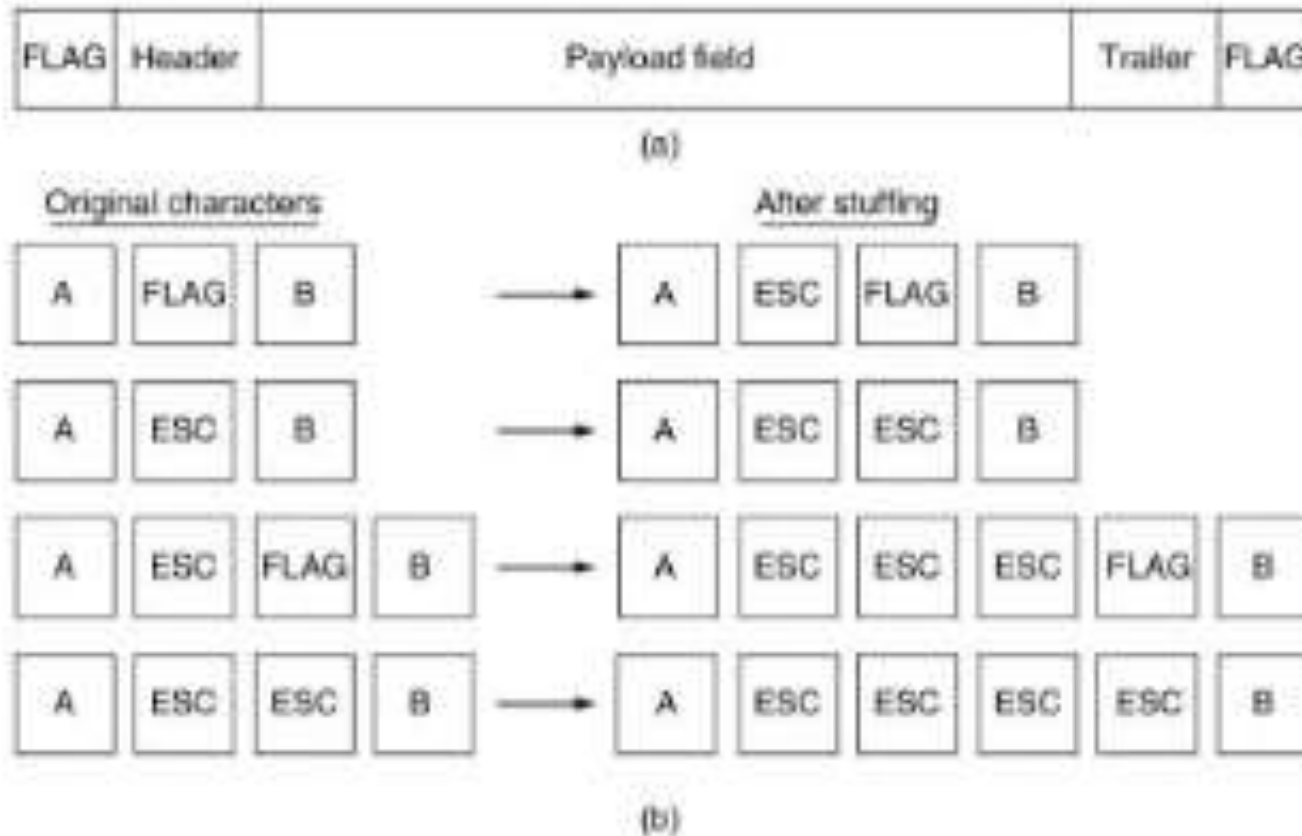 FLAG Header Payload field Trailer FLAG
(a)
Original characters After stuffing
A FLAG B A ESC FLAG B
A ESC B A ESC ESC B
A ESC FLAG B A ESC ESC ESC FLAG B
A ESC ESC B A ESC ESC ESC ESC B
(b)